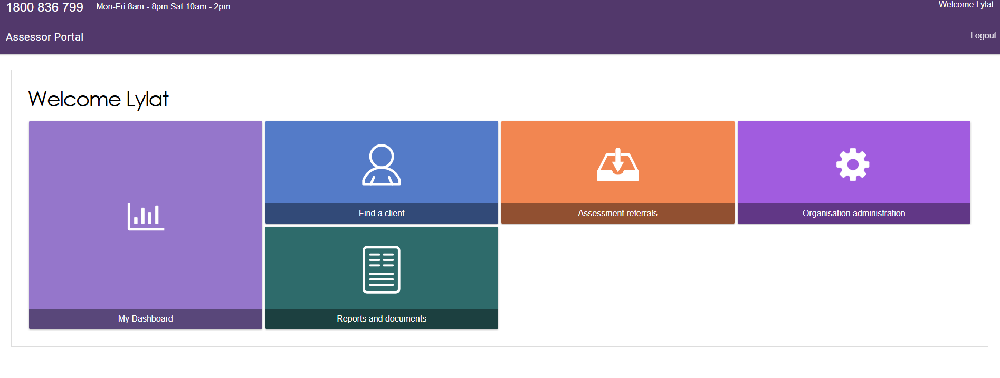 1800 836 799 Mon-Fri 8am - 8pm Sat 10am - 2pm Welcome Lylat
Assessor Portal Logout
Welcome Lylat
Find a client Assessment referrals Organisation administration
My Dashboard Reports and documents